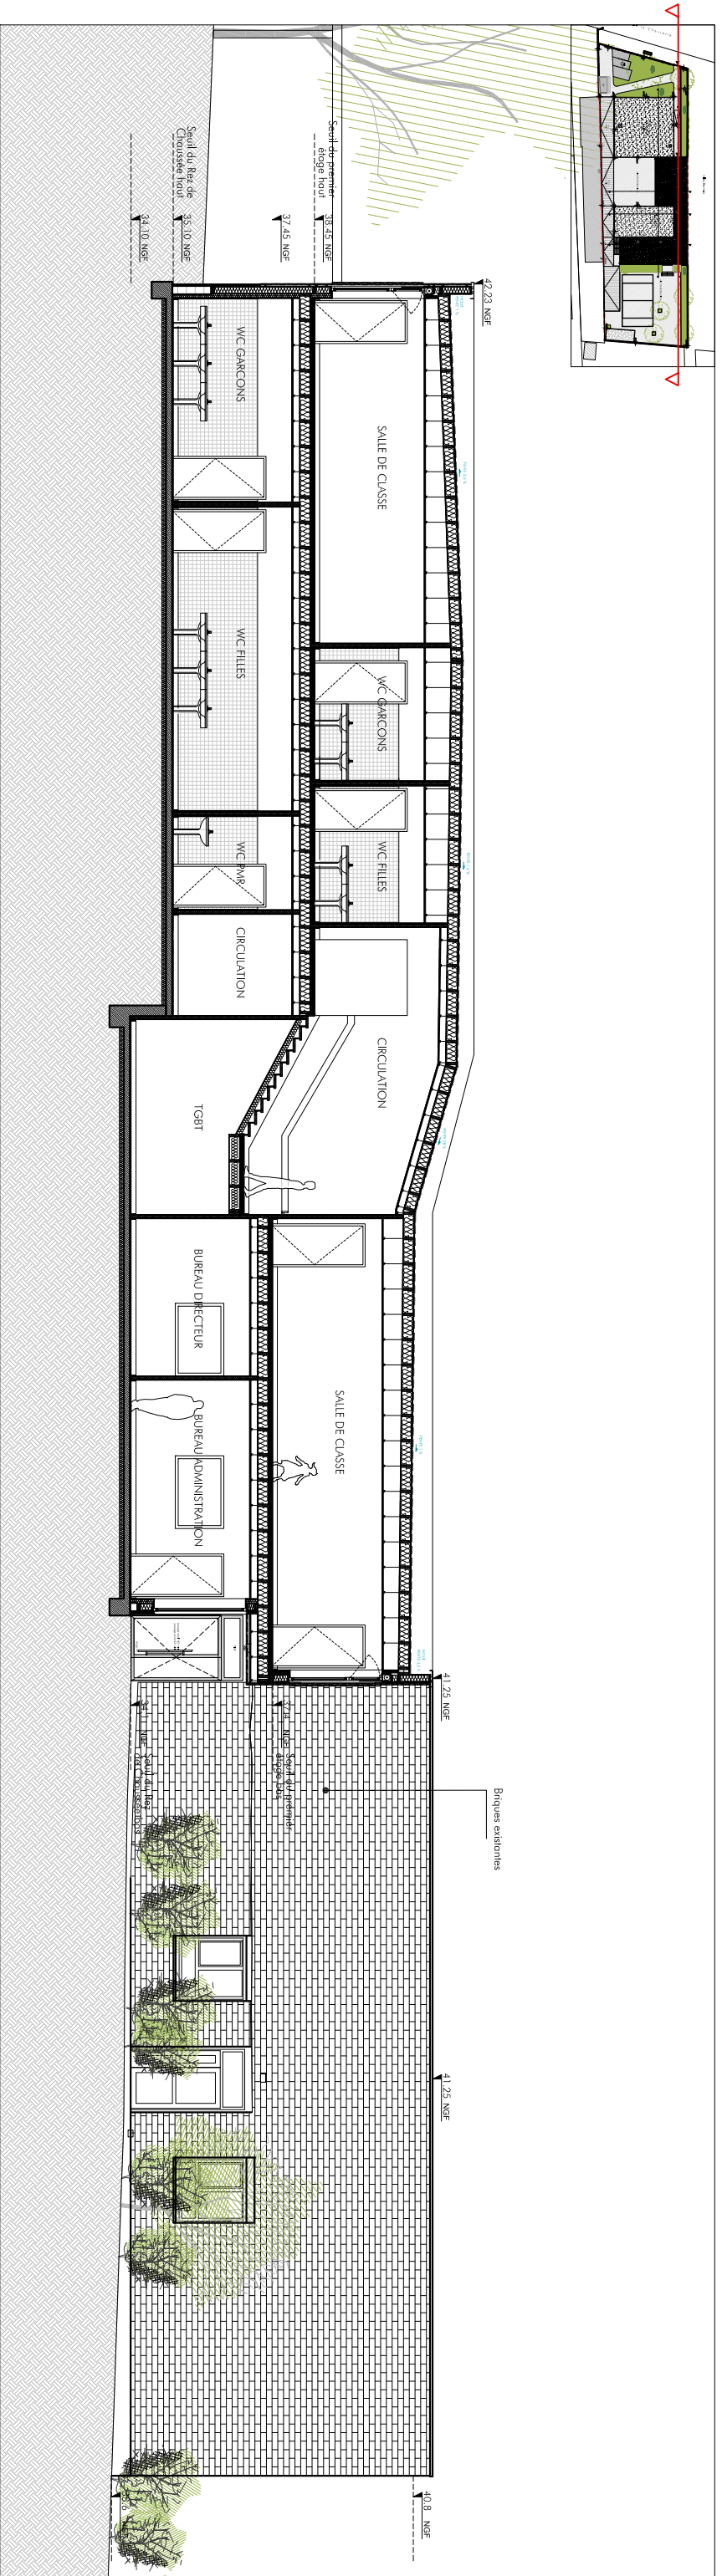 42.23 NGF
Seuil du premier
étage haut
38.45 NGF
37.45 NGF
Seuil du Rez de
Chaussée haut
35.10 NGF
34.10 NGF
SALLE DE CLASSE
WC GARCONS
WC FILLES
CIRCULATION
SALLE DE CLASSE
WC GARCONS
WC FILLES
WC PMR
CIRCULATION
TGBT
BUREAU DIRECTEUR
BUREAU ADMINISTRATION
41.25 NGF
Briques existantes
41.25 NGF
40.8 NGF
Seuil du premier
étage bas
Seuil du Rez